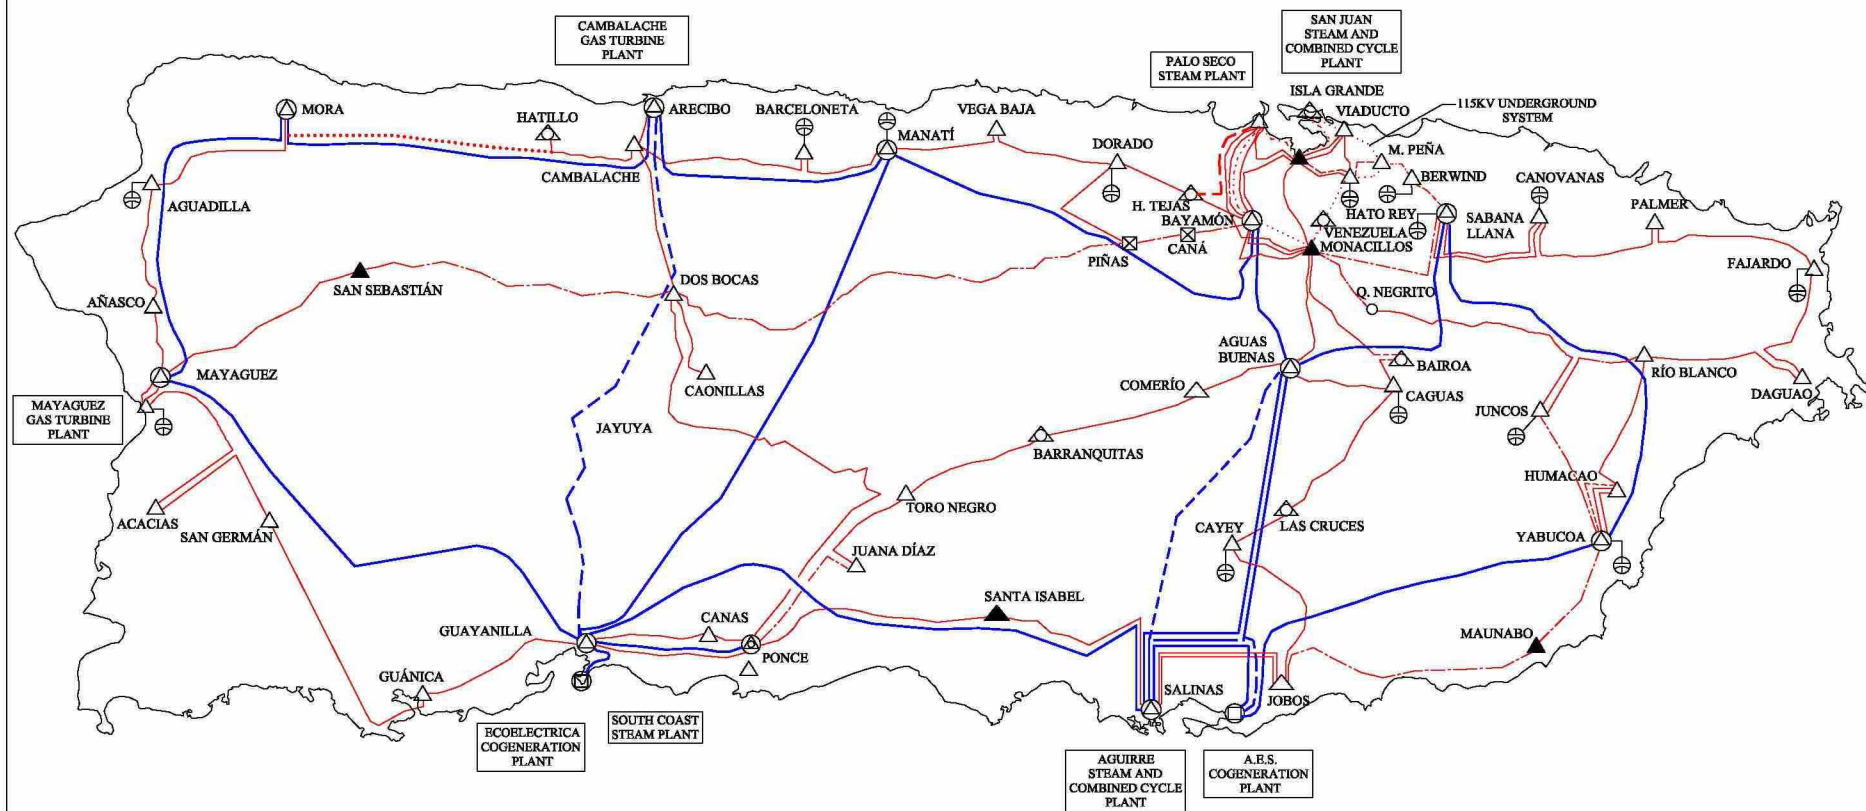 CAMBALACHE
GAS TURBINE
PLANT
SAN JUAN
STEAM AND
COMBINED CYCLE
PLANT
PALO SECO
STEAM PLANT
ISLA GRANDE
VIADUCTO
115KV UNDERGROUND
SYSTEM
MORA
HATILLO
ARECIBO
BARCELONETA
VEGA BAJA
MANATÍ
DORADO
M. PEÑA
BERWIND
CANOVANAS
PALMER
CAMBALACHE
AGUADILLA
H. TEJAS
BAYAMÓN
HATO REY
VENEZUELA
MONACILLOS
SABANA
LLANA
CANÁ
PIÑAS
FAJARDO
SAN SEBASTIÁN
DOS BOCAS
Q. NEGRITO
AÑASCO
AGUAS
BUENAS
BAIROA
MAYAGUEZ
CAONILLAS
COMERÍO
CAGUAS
RÍO BLANCO
DAGUAO
MAYAGUEZ
GAS TURBINE
PLANT
JAYUYA
JUNCOS
BARRANQUITAS
HUMACAO
ACACIAS
SAN GERMÁN
TORO NEGRO
LAS CRUCES
CAYEY
YABUCOA
JUANA DÍAZ
SANTA ISABEL
CANAS
GUAYANILLA
PONCE
MAUNABO
GUÁNICA
SALINAS
JOBOS
ECOELECTRICA
COGENERATION
PLANT
SOUTH COAST
STEAM PLANT
AGUIRRE
STEAM AND
COMBINED CYCLE
PLANT
A.E.S.
COGENERATION
PLANT